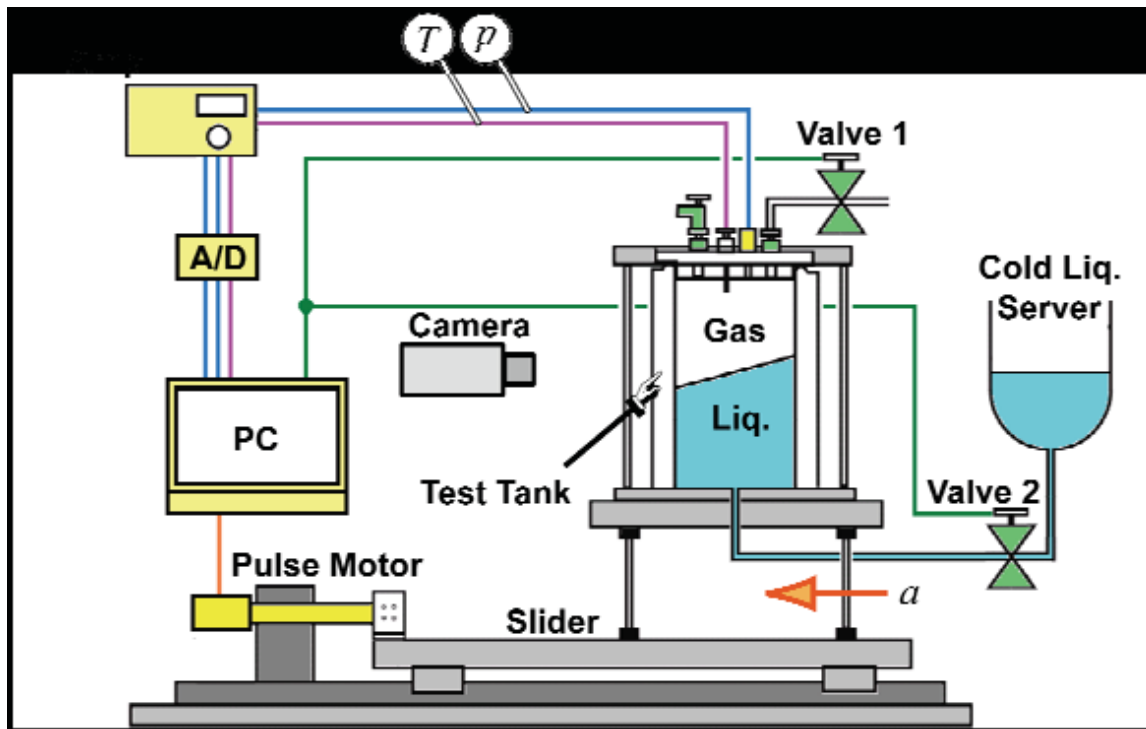 T p
Valve 1
A/D
Cold Liq.
Server
Camera
Gas
PC
Liq.
Test Tank
Valve 2
Pulse Motor
a
Slider